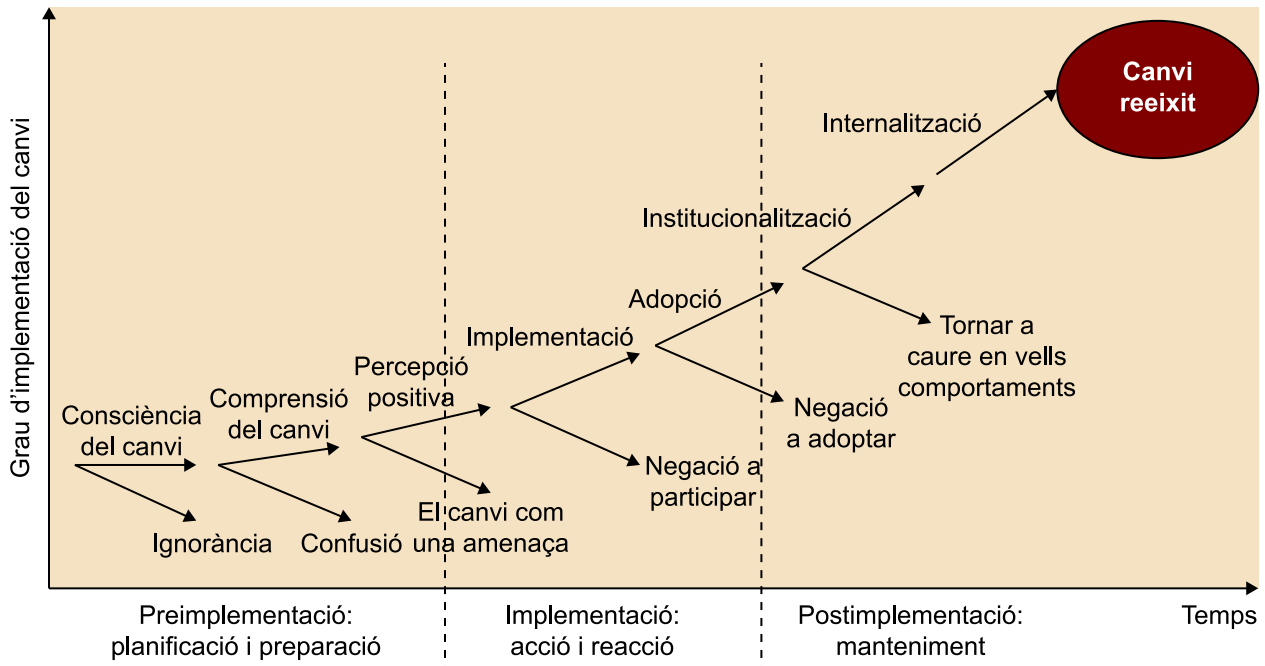 Grau d’implementació del canvi
Canvi
reeixit
Internalització
Institucionalització
Adopció
Implementació
Percepció
positiva
Comprensió
del canvi
Consciència
del canvi
Ignorància
Confusió
El canvi com
una amenaça
Negació a
participar
Negació
a adoptar
Tornar a
caure en vells
comportaments
Preimplementació:
planificació i preparació
Implementació:
acció i reacció
Postimplementació:
manteniment
Temps